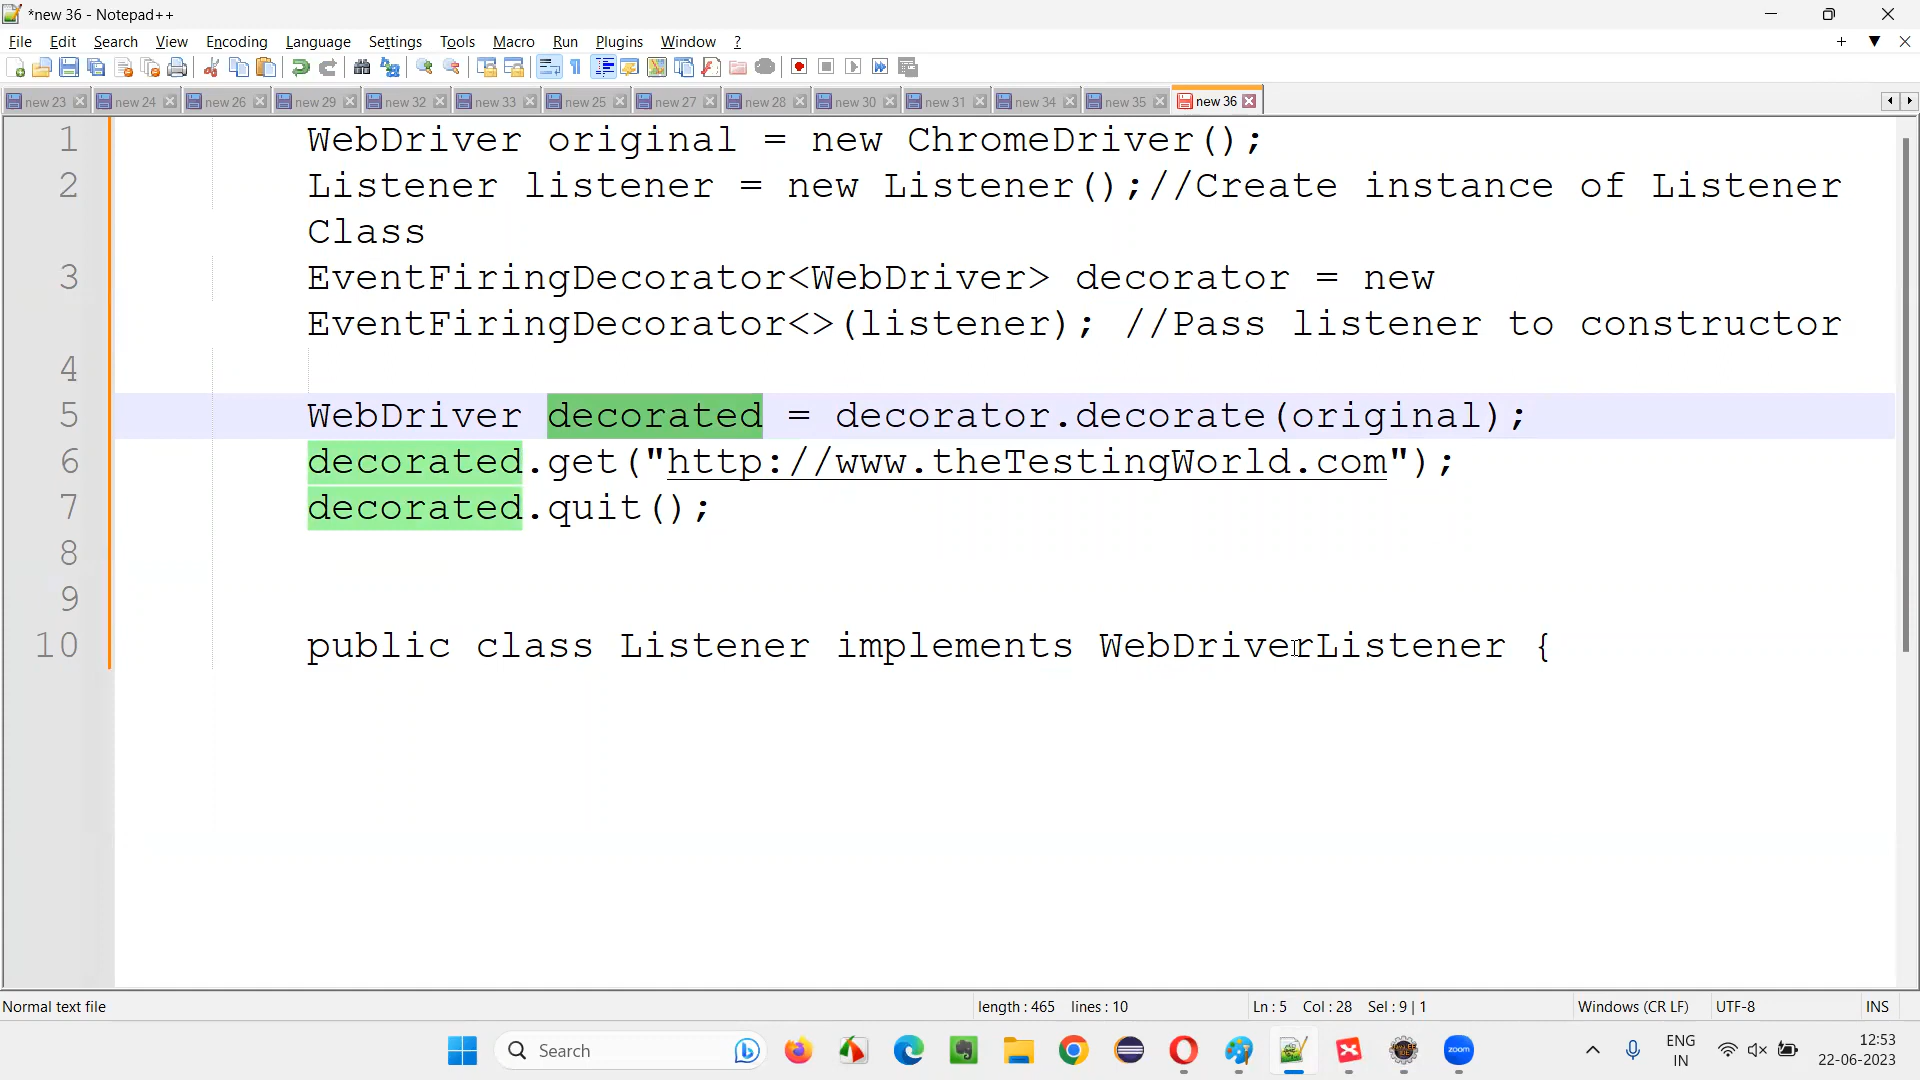 *new 36 - Notepad++
File Edit Search View Encoding Language Settings Tools Macro Run Plugins Window ?
new 23 new 24 new 26 new 29 new 32 new 33 new 25 new 27 new 28 new 30 new 31 new 34 new 35 new 36
1 WebDriver original = new ChromeDriver();
2 Listener listener = new Listener();//Create instance of Listener
Class
3 EventFiringDecorator<WebDriver> decorator = new
EventFiringDecorator<>(listener); //Pass listener to constructor
4
5 WebDriver decorated = decorator.decorate(original);
6 decorated.get("http://www.theTestingWorld.com");
7 decorated.quit();
8
9
10 public class Listener implements WebDriverListener {
Normal text file length : 465 lines : 10 Ln : 5 Col : 28 Sel : 9 | 1 Windows (CR LF) UTF-8 INS
Search zoom ENG 12:53
IN 22-06-2023